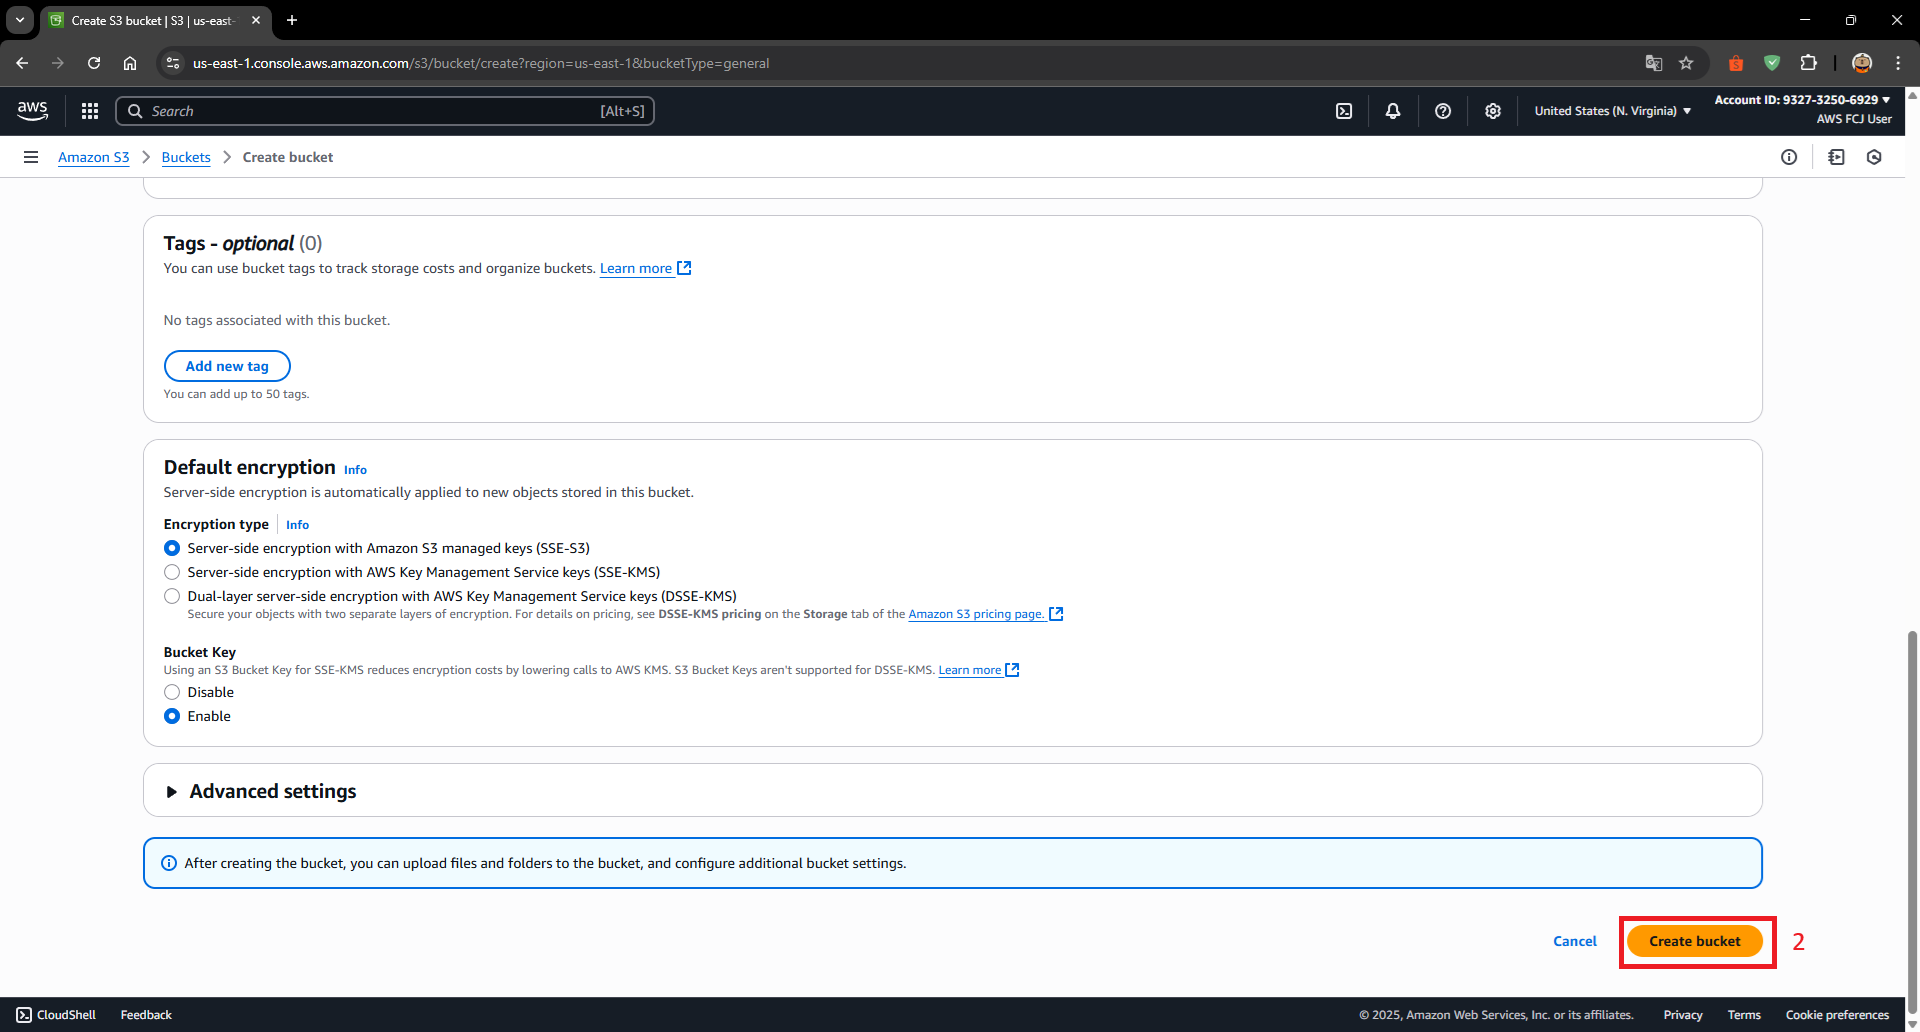 Create S3 bucket | S3 | us-east-
us-east-1.console.aws.amazon.com/s3/bucket/create?region=us-east-1&bucketType=general
aws
Search
[Alt+S]
United States (N. Virginia)
Account ID: 9327-3250-6929
AWS FCJ User
Amazon S3
Buckets
Create bucket
Tags - optional (0)
You can use bucket tags to track storage costs and organize buckets. Learn more
No tags associated with this bucket.
Add new tag
You can add up to 50 tags.
Default encryption Info
Server-side encryption is automatically applied to new objects stored in this bucket.
Encryption type Info
Server-side encryption with Amazon S3 managed keys (SSE-S3)
Server-side encryption with AWS Key Management Service keys (SSE-KMS)
Dual-layer server-side encryption with AWS Key Management Service keys (DSSE-KMS)
Secure your objects with two separate layers of encryption. For details on pricing, see DSSE-KMS pricing on the Storage tab of the Amazon S3 pricing page.
Bucket Key
Using an S3 Bucket Key for SSE-KMS reduces encryption costs by lowering calls to AWS KMS. S3 Bucket Keys aren't supported for DSSE-KMS. Learn more
Disable
Enable
Advanced settings
After creating the bucket, you can upload files and folders to the bucket, and configure additional bucket settings.
Cancel
Create bucket
2
CloudShell
Feedback
© 2025, Amazon Web Services, Inc. or its affiliates.
Privacy
Terms
Cookie preferences